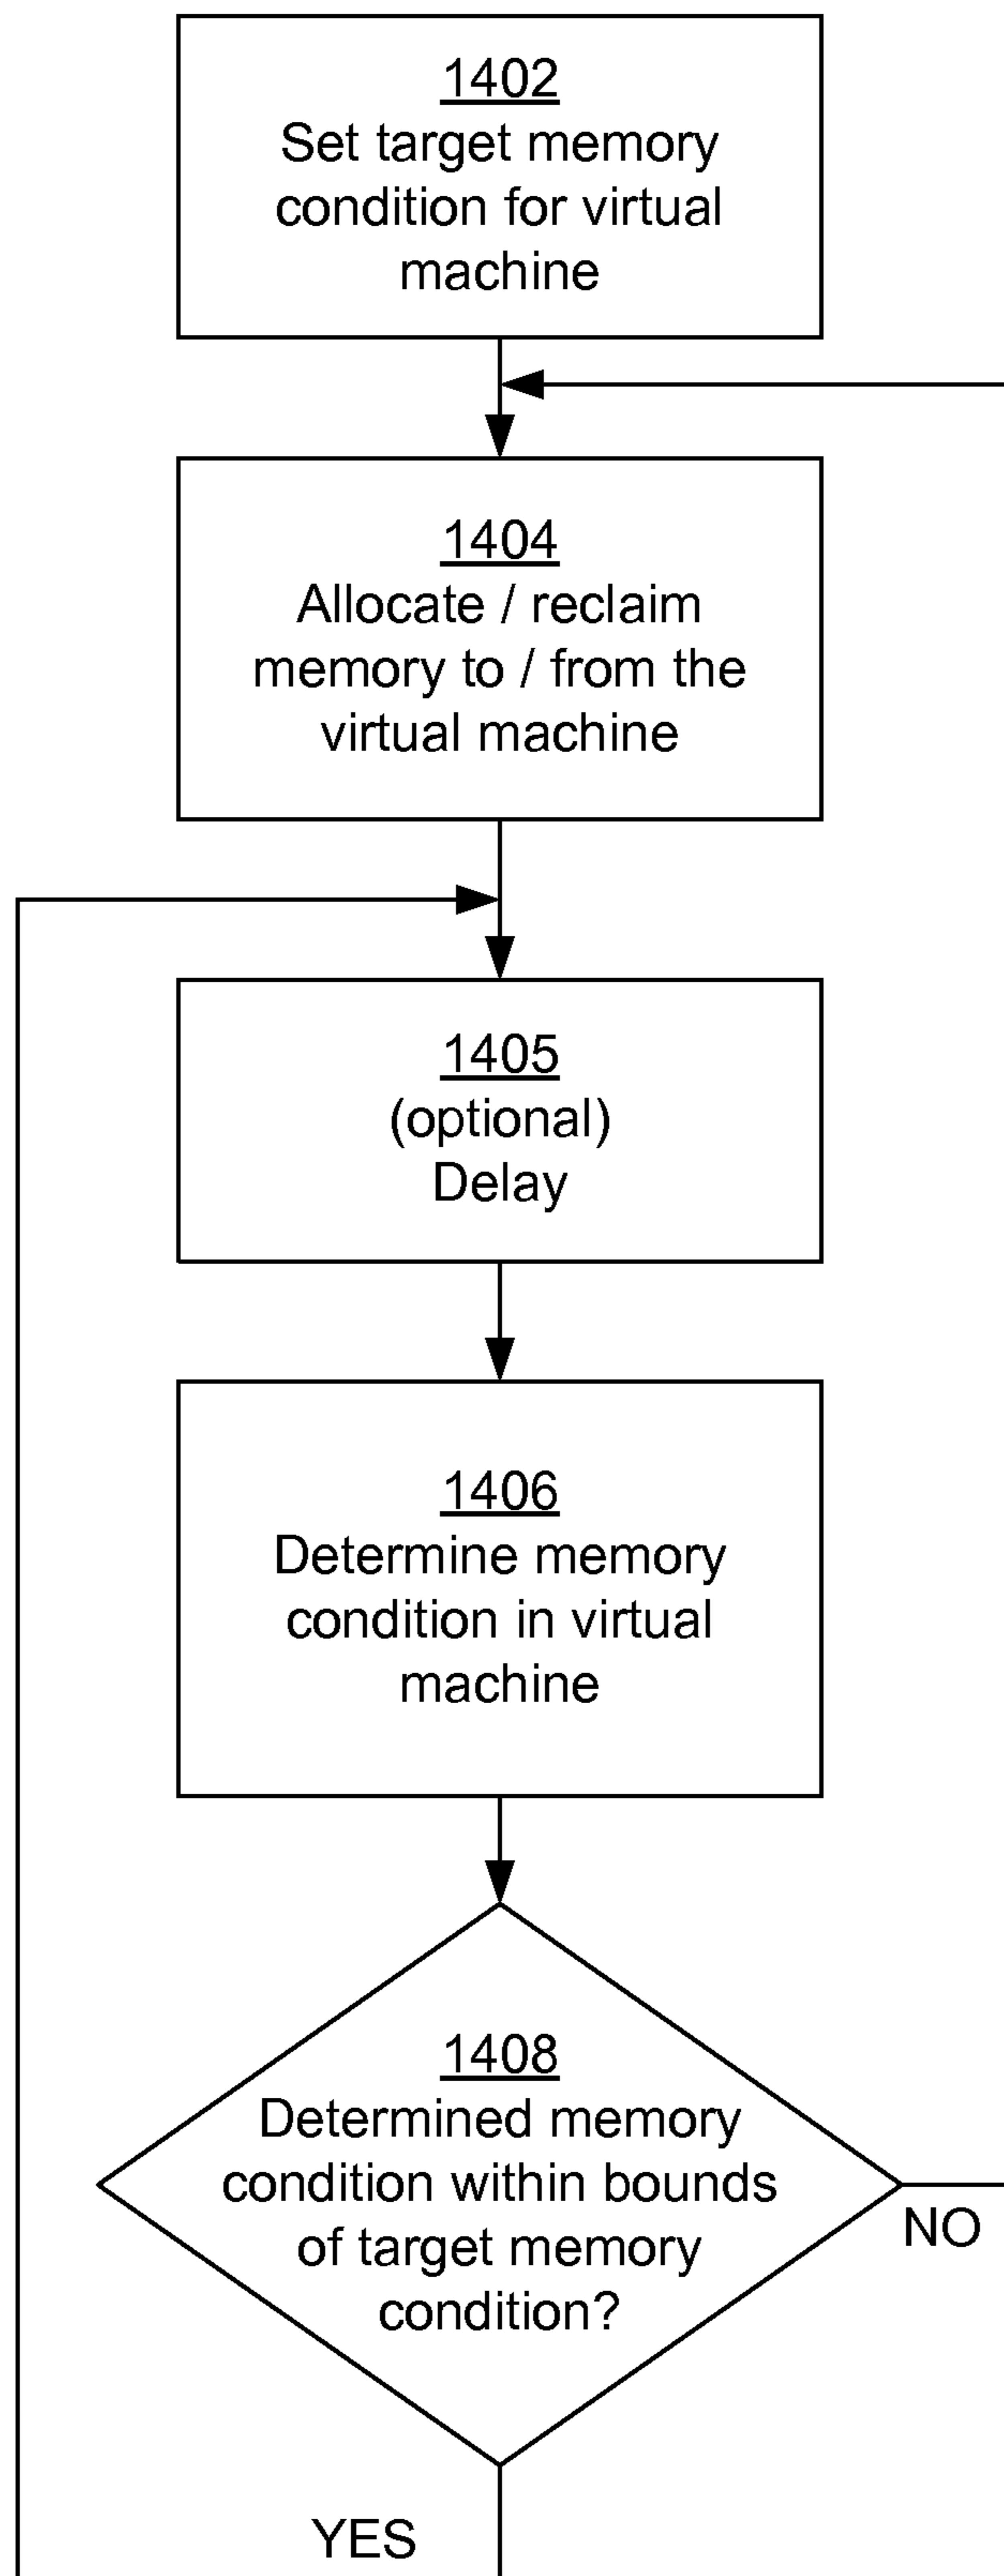 1402
Set target memory
condition for virtual
machine
1404
Allocate / reclaim
memory to / from the
virtual machine
1405
(optional)
Delay
1406
Determine memory
condition in virtual
machine
1408
Determined memory
condition within bounds
of target memory
condition?
NO
YES